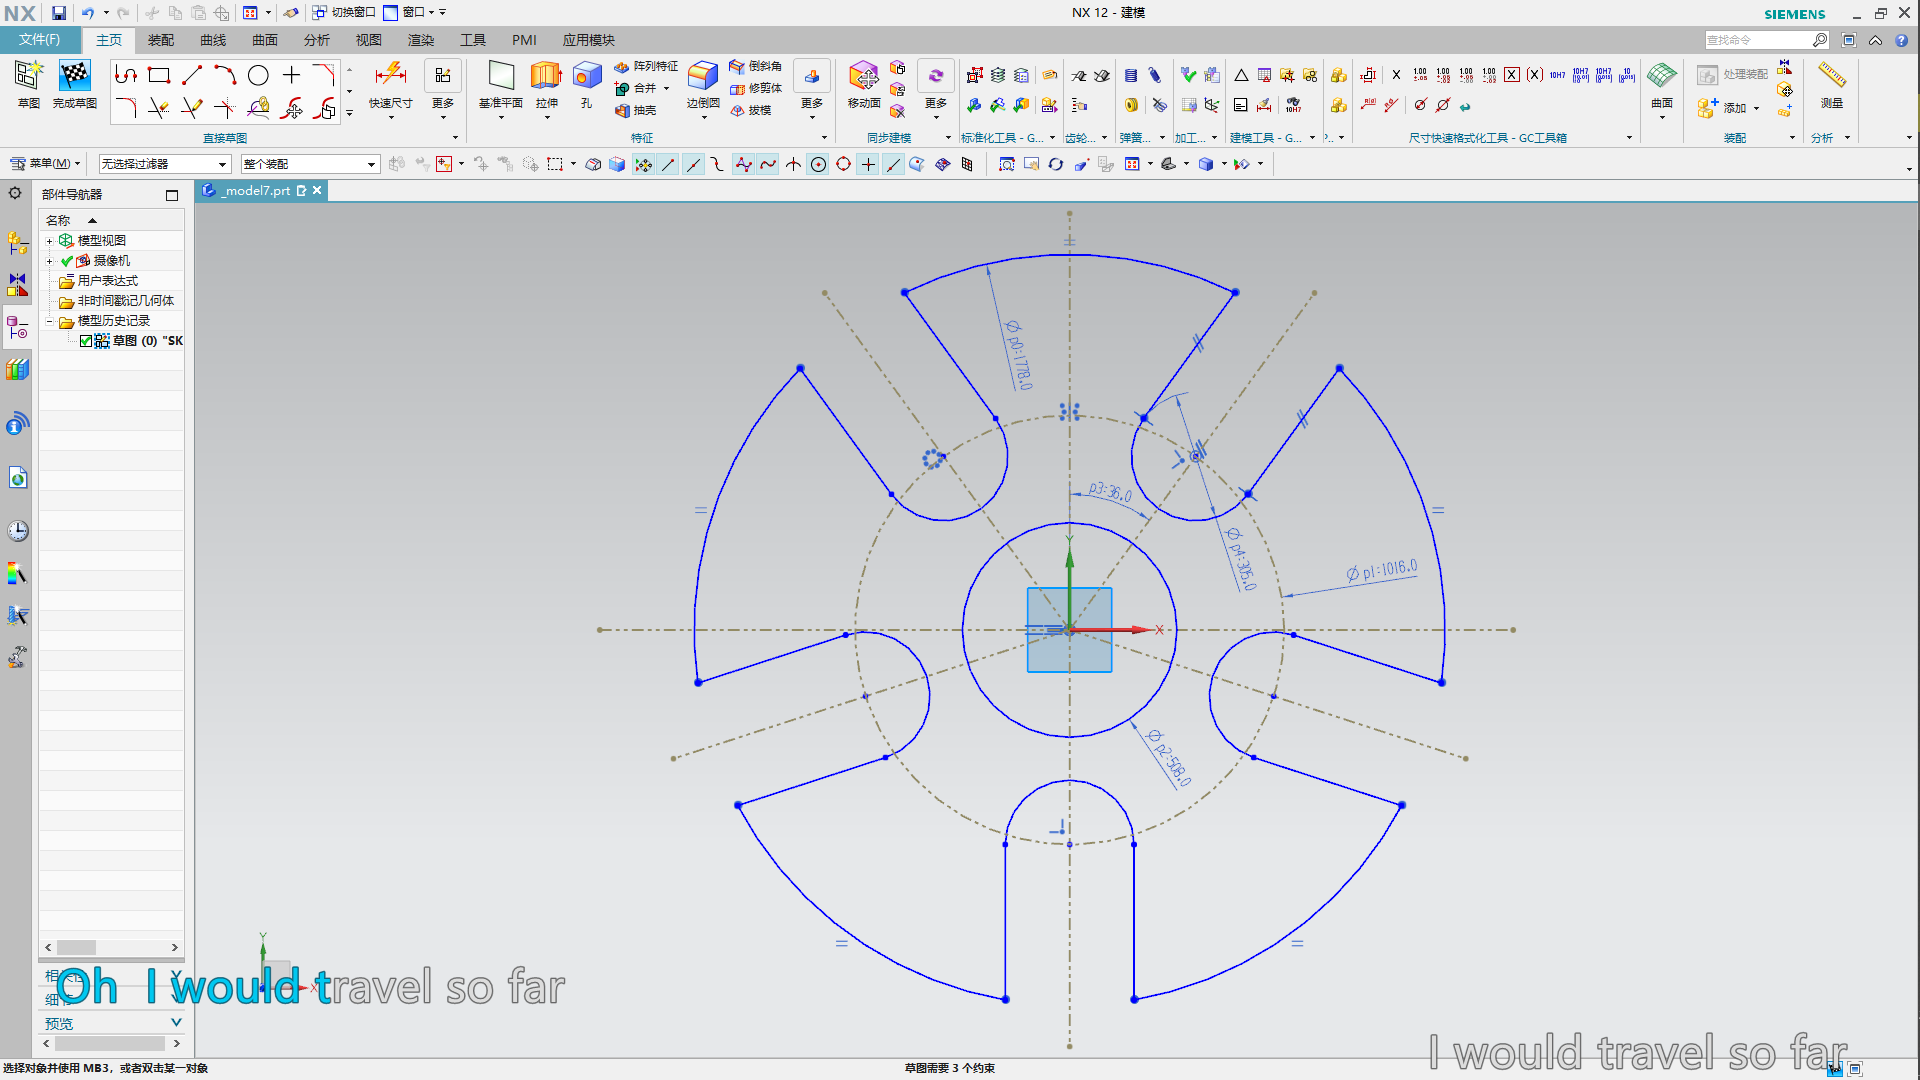 NX
切换窗口 窗口
NX 12 - 建模
SIEMENS
文件(F) 主页 装配 曲线 曲面 分析 视图 渲染 工具 PMI 应用模块
查找命令
草图 完成草图
直接草图
快速尺寸 更多
基准平面 拉伸 孔
阵列特征
合并
抽壳
边倒圆
倒斜角
修剪体
拔模
更多
特征
移动面 更多
同步建模
标准化工具 - G... 齿轮... 弹簧... 加工... 建模工具 - G...
尺寸快速格式化工具 - GC工具箱
曲面
处理装配
添加
装配
测量
分析
菜单(M) 无选择过滤器 整个装配
部件导航器
_model7.prt
名称
模型视图
摄像机
用户表达式
非时间戳记几何体
模型历史记录
草图 (0) "SK
∅ p0:1778.0
p3:36.0
∅ p4:305.0
∅ p1:1016.0
∅ p2:508.0
Y
X
Y
X
细节
预览
Oh I would travel so far
I would travel so far
选择对象并使用 MB3，或者双击某一对象
草图需要 3 个约束